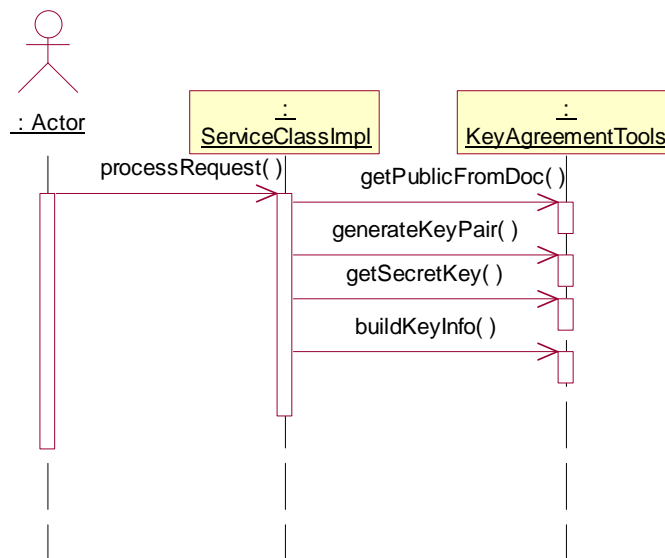 : Actor
:
ServiceClassImpl
:
KeyAgreementTools
processRequest( )
getPublicFromDoc( )
generateKeyPair( )
getSecretKey( )
buildKeyInfo( )